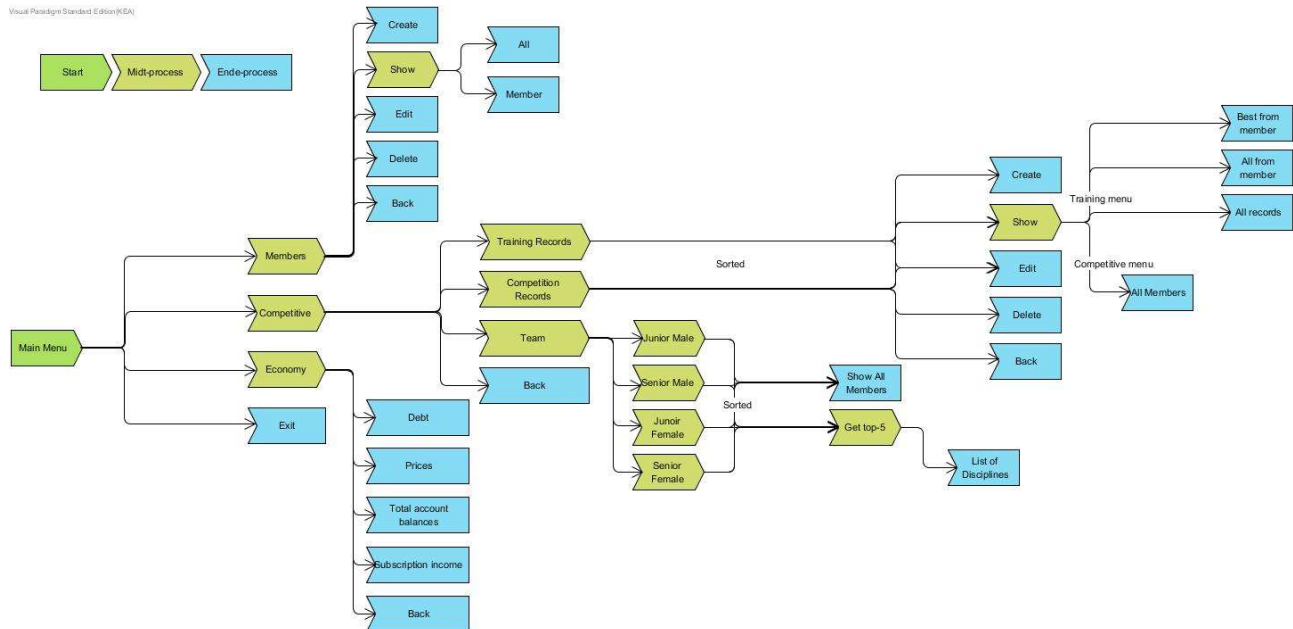 Visual Paradigm Standard Edition(KEA)
Start
Midt-process
Ende-process
Main Menu
Members
Competitive
Economy
Exit
Create
Show
Edit
Delete
Back
All
Member
Training Records
Competition
Records
Team
Back
Debt
Prices
Total account
balances
Subscription income
Back
Junior Male
Senior Male
Junoir
Female
Senior
Female
Sorted
Sorted
Show All
Members
Get top-5
List of
Disciplines
Create
Show
Edit
Delete
Back
Training menu
Competitive menu
Best from
member
All from
member
All records
All Members